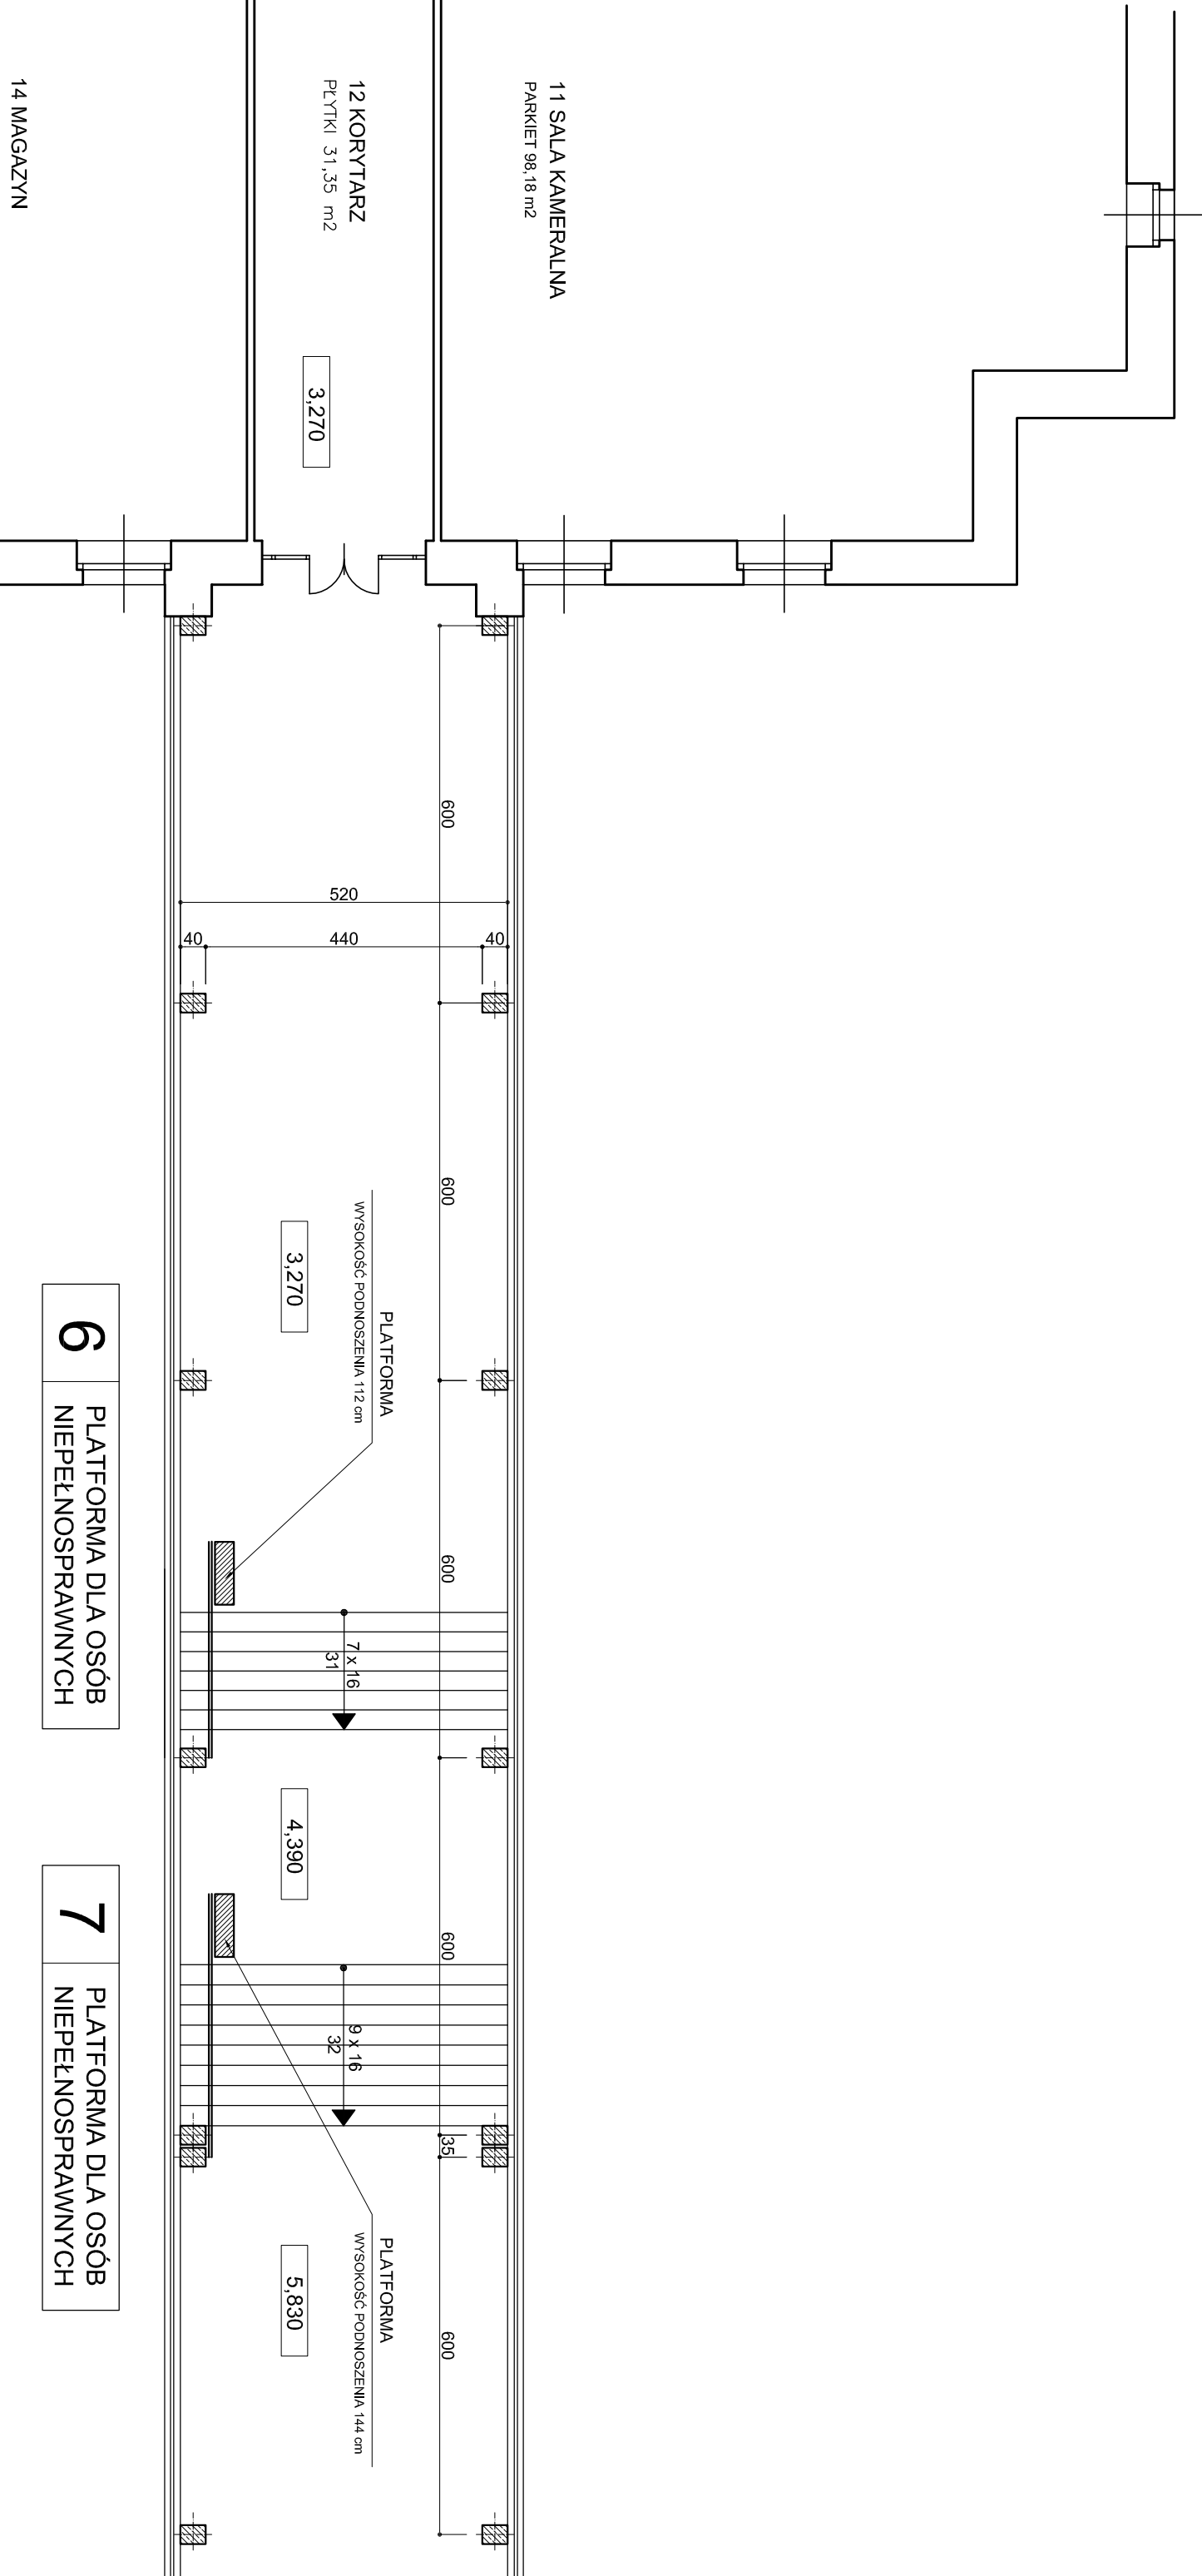 11 SALA KAMERALNA
PARKIET 98,18 m2
12 KORYTARZ
PŁYTKI 31,35 m2
14 MAGAZYN
3,270
600
520
40
440
40
600
PLATFORMA
WYSOKOŚĆ PODNOSZENIA 112 cm
3,270
600
7 x 16
31
4,390
600
9 x 16
32
35
PLATFORMA
WYSOKOŚĆ PODNOSZENIA 144 cm
5,830
600
6
PLATFORMA DLA OSÓB
NIEPEŁNOSPRAWNYCH
7
PLATFORMA DLA OSÓB
NIEPEŁNOSPRAWNYCH